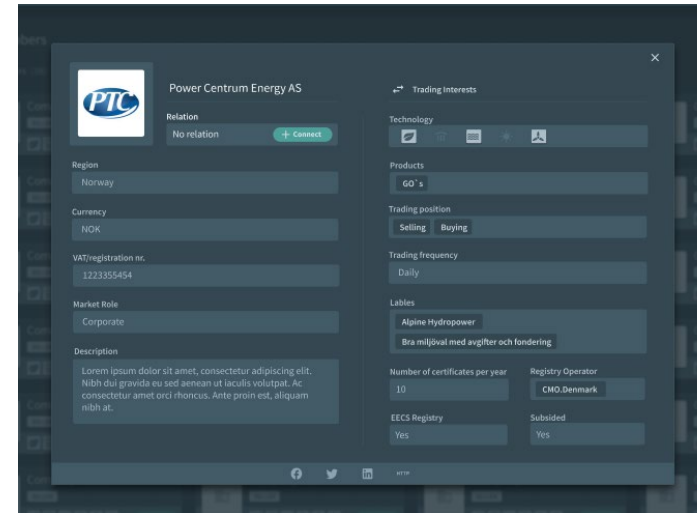 bers
PTC
Power Centrum Energy AS
Relation
No relation
+ Connect
Region
Norway
Currency
NOK
VAT/registration nr.
1223355454
Market Role
Corporate
Description
Lorem ipsum dolor sit amet, consectetur adipiscing elit.
Nibh dui gravida eu sed aenean ut iaculis volutpat. Ac
consectetur amet orci rhoncus. Ante proin est, aliquam
nibh at.
Trading Interests
Technology
Products
GO`s
Trading position
Selling Buying
Trading frequency
Daily
Lables
Alpine Hydropower
Bra miljöval med avgifter och fondering
Number of certificates per year
10
Registry Operator
CMO.Denmark
EECS Registry
Yes
Subsided
Yes
HTTP